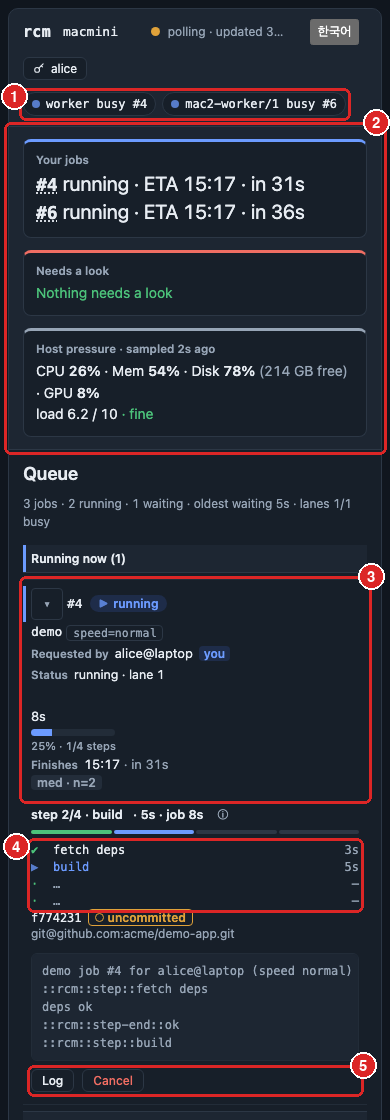 rcm macmini polling · updated 3… 한국어
alice
1 worker busy #4 mac2-worker/1 busy #6
2
Your jobs
#4 running · ETA 15:17 · in 31s
#6 running · ETA 15:17 · in 36s
Needs a look
Nothing needs a look
Host pressure · sampled 2s ago
CPU 26% · Mem 54% · Disk 78% (214 GB free)
· GPU 8%
load 6.2 / 10 · fine
Queue
3 jobs · 2 running · 1 waiting · oldest waiting 5s · lanes 1/1
busy
Running now (1)
3
▾ #4 ▶ running
demo speed=normal
Requested by alice@laptop you
Status running · lane 1
8s
25% · 1/4 steps
Finishes 15:17 · in 31s
med · n=2
step 2/4 · build · 5s · job 8s ⓘ
4
✓ fetch deps 3s
▶ build 5s
· … —
· … —
f774231 uncommitted
git@github.com:acme/demo-app.git
demo job #4 for alice@laptop (speed normal)
::rcm::step::fetch deps
deps ok
::rcm::step-end::ok
::rcm::step::build
5
Log Cancel